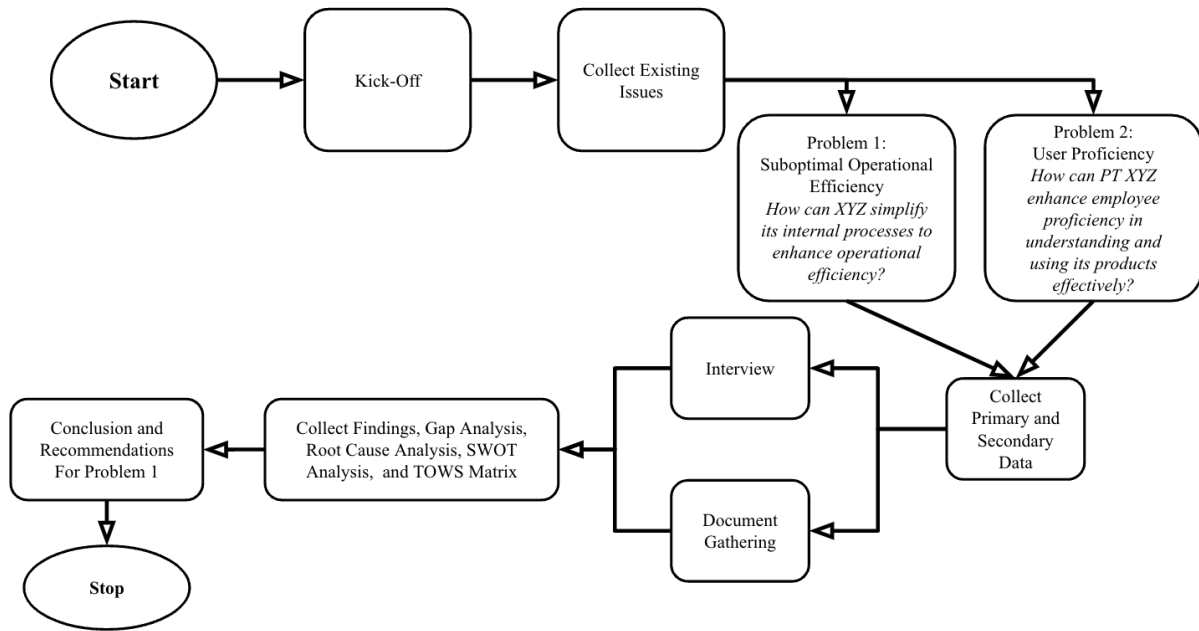 Start
Kick-Off
Collect Existing
Issues
Problem 1:
Suboptimal Operational
Efficiency
How can XYZ simplify
its internal processes to
enhance operational
efficiency?
Problem 2:
User Proficiency
How can PT XYZ
enhance employee
proficiency in
understanding and
using its products
effectively?
Collect
Primary and
Secondary
Data
Interview
Document
Gathering
Collect Findings, Gap Analysis,
Root Cause Analysis, SWOT
Analysis, and TOWS Matrix
Conclusion and
Recommendations
For Problem 1
Stop